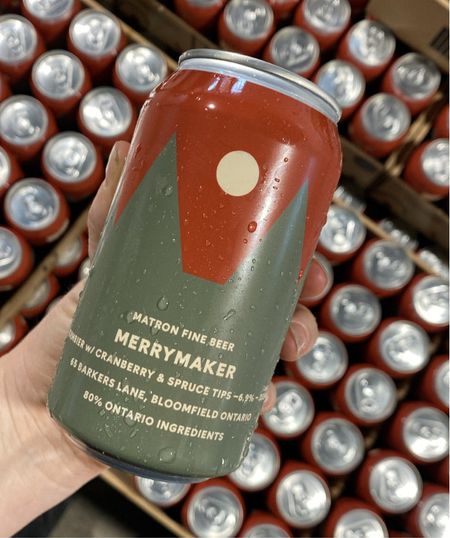 MATRON FINE BEER
MERRYMAKER
W/ CRANBERRY & SPRUCE TIPS – 6.9% –
68 BARKERS LANE, BLOOMFIELD ONTARIO
80% ONTARIO INGREDIENTS